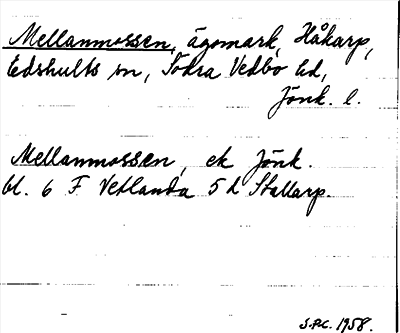 Mellanmossen, ägomark, Håkarp,
Edshults sn, Södra Vedbo hd,
Jönk. l.
Mellanmossen, ek Jönk.
bl. 6 F Vetlanda 5 d Stallarp.
S.P.C. 1958.